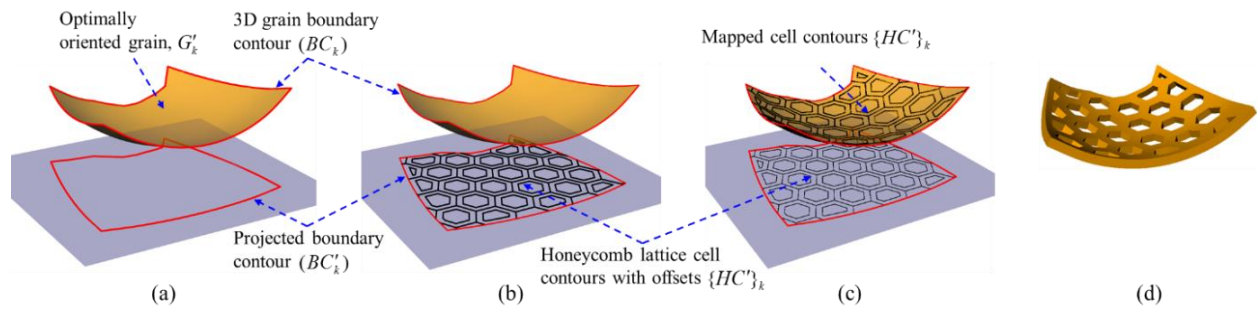 Optimally
oriented grain, G′ₖ
3D grain boundary
contour (BCₖ)
Mapped cell contours {HC′}ₖ
Projected boundary
contour (BC′ₖ)
Honeycomb lattice cell
contours with offsets {HC′}ₖ
(a)
(b)
(c)
(d)